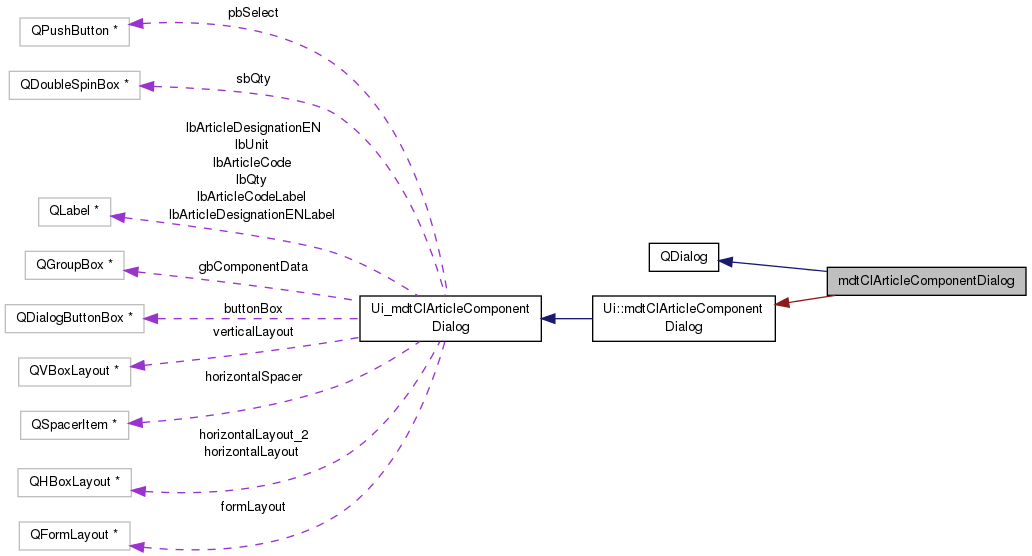 pbSelect
QPushButton *
sbQty
QDoubleSpinBox *
lbArticleDesignationEN
lbUnit
lbArticleCode
lbQty
lbArticleCodeLabel
lbArticleDesignationENLabel
QLabel *
gbComponentData
QGroupBox *
buttonBox
QDialogButtonBox *
verticalLayout
QVBoxLayout *
horizontalSpacer
QSpacerItem *
horizontalLayout_2
horizontalLayout
QHBoxLayout *
formLayout
QFormLayout *
Ui_mdtClArticleComponent
Dialog
Ui::mdtClArticleComponent
Dialog
QDialog
mdtClArticleComponentDialog